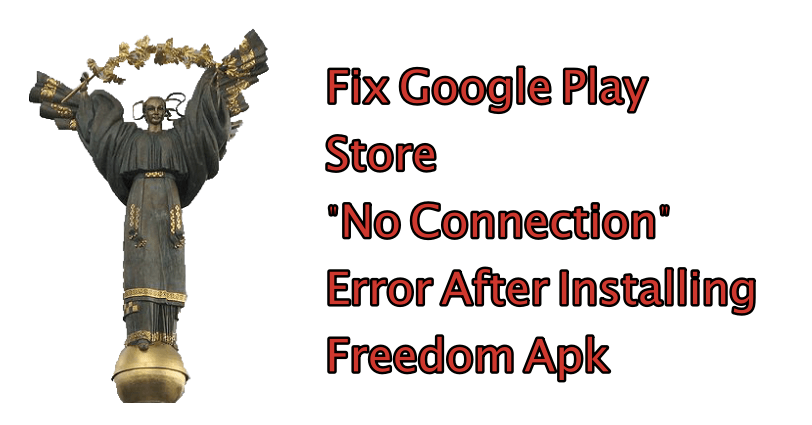 Fix Google Play
Store
"No Connection"
Error After Installing
Freedom Apk